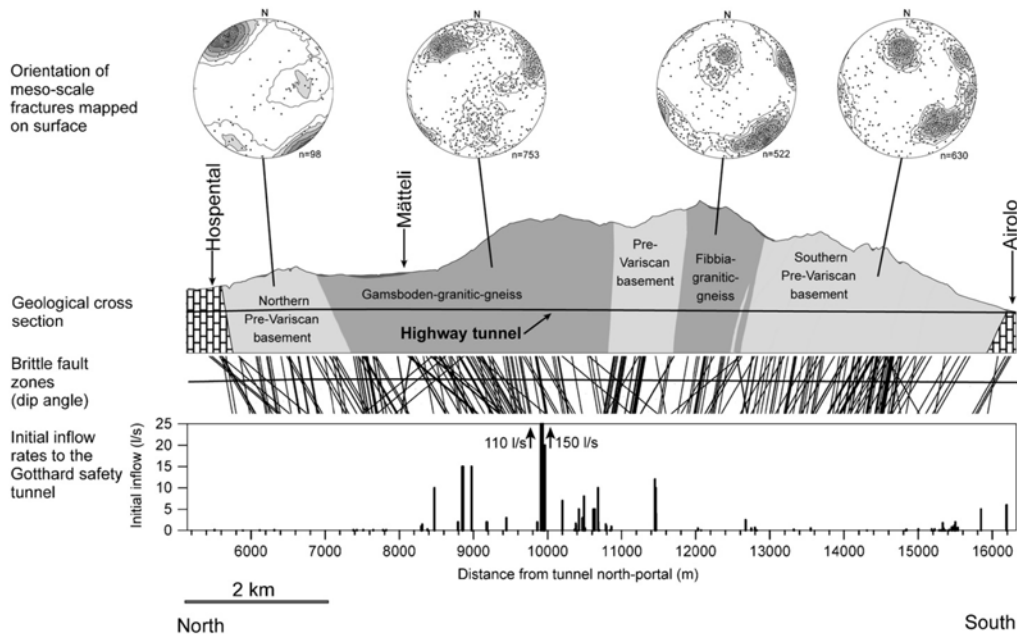 Orientation of
meso-scale
fractures mapped
on surface
N
N
N
N
n=98
n=753
n=522
n=630
Hospental
Mätteli
Airolo
Geological cross
section
Northern
Pre-Variscan
basement
Gamsboden-granitic-gneiss
Pre-
Variscan
basement
Fibbia-
granitic-
gneiss
Southern
Pre-Variscan
basement
Highway tunnel
Brittle fault
zones
(dip angle)
Initial inflow
rates to the
Gotthard safety
tunnel
Initial inflow (l/s)
25
20
15
10
5
0
110 l/s
150 l/s
6000 7000 8000 9000 10000 11000 12000 13000 14000 15000 16000
Distance from tunnel north-portal (m)
2 km
North
South